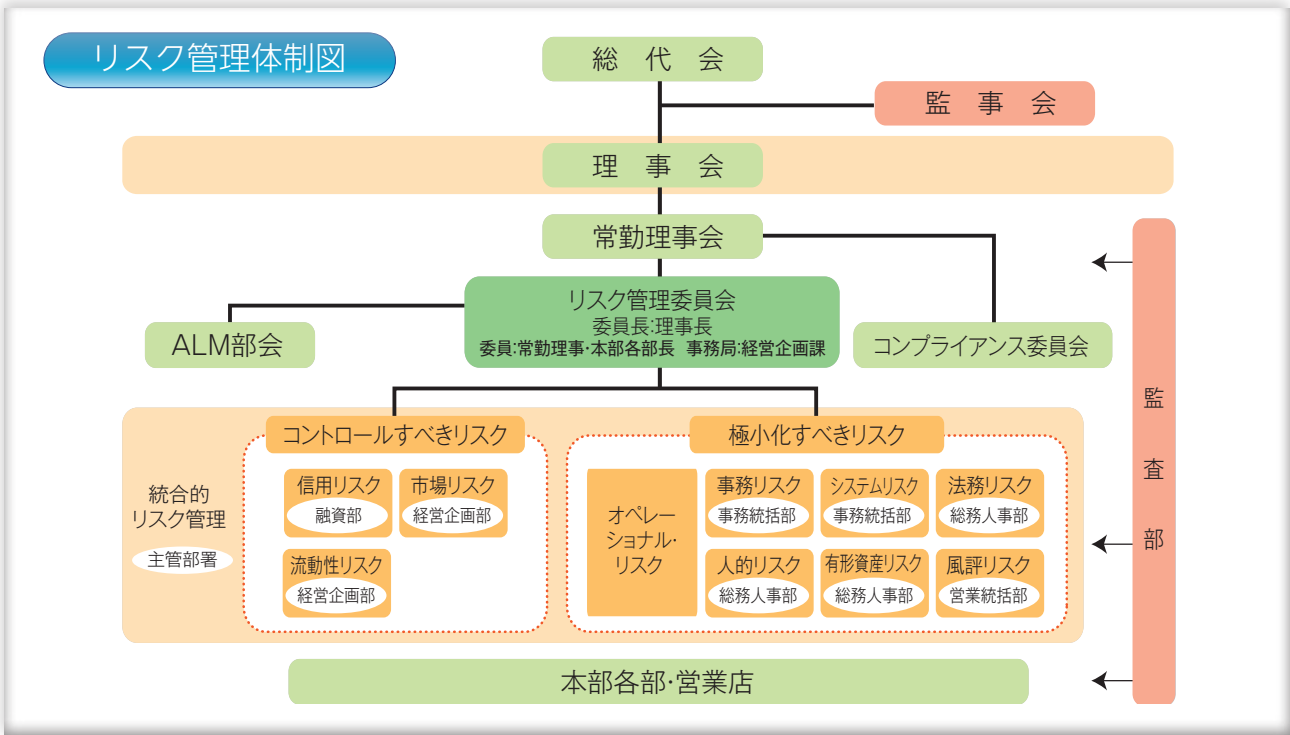 リスク管理体制図
総代会
監事会
理事会
常勤理事会
リスク管理委員会
委員長:理事長
委員:常勤理事・本部各部長 事務局:経営企画課
ALM部会
コンプライアンス委員会
監査部
統合的
リスク管理
主管部署
コントロールすべきリスク
信用リスク
融資部
市場リスク
経営企画部
流動性リスク
経営企画部
極小化すべきリスク
オペレー
ショナル・
リスク
事務リスク
事務統括部
システムリスク
事務統括部
法務リスク
総務人事部
人的リスク
総務人事部
有形資産リスク
総務人事部
風評リスク
営業統括部
本部各部・営業店